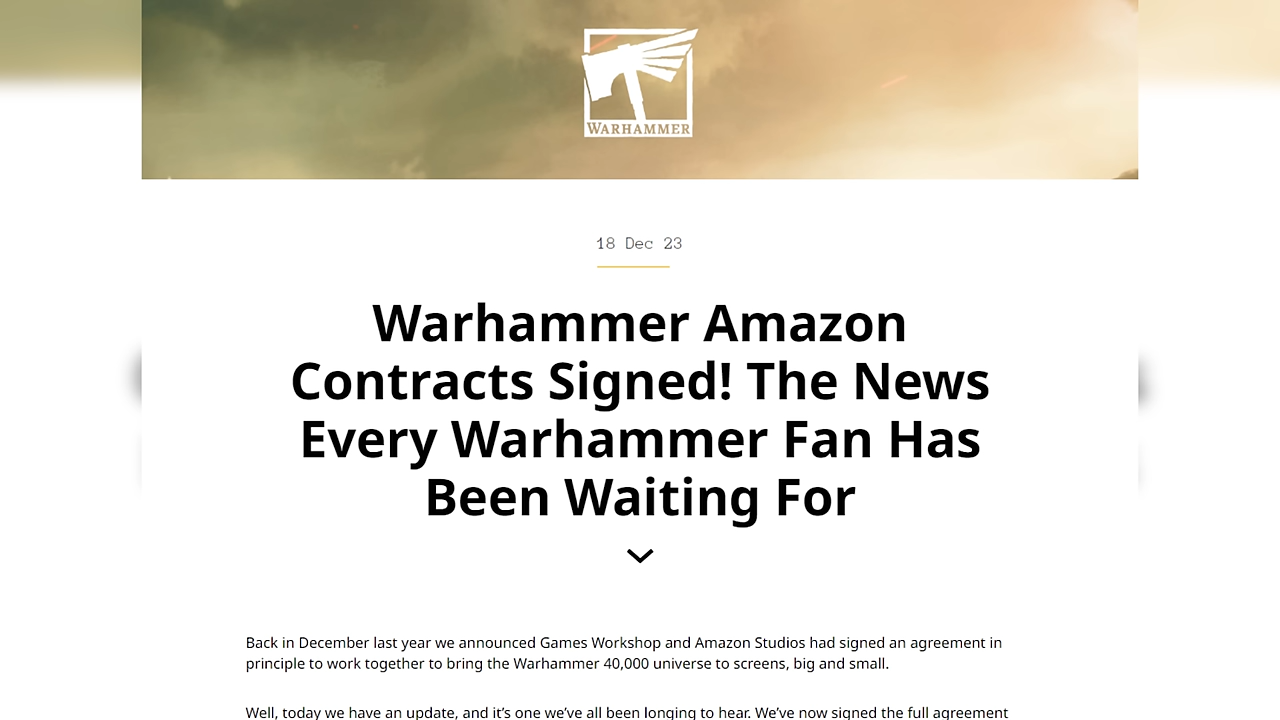 WARHAMMER
18 Dec 23
Warhammer Amazon
Contracts Signed! The News
Every Warhammer Fan Has
Been Waiting For
Back in December last year we announced Games Workshop and Amazon Studios had signed an agreement in
principle to work together to bring the Warhammer 40,000 universe to screens, big and small.
Well, today we have an update, and it’s one we’ve all been longing to hear. We’ve now signed the full agreement